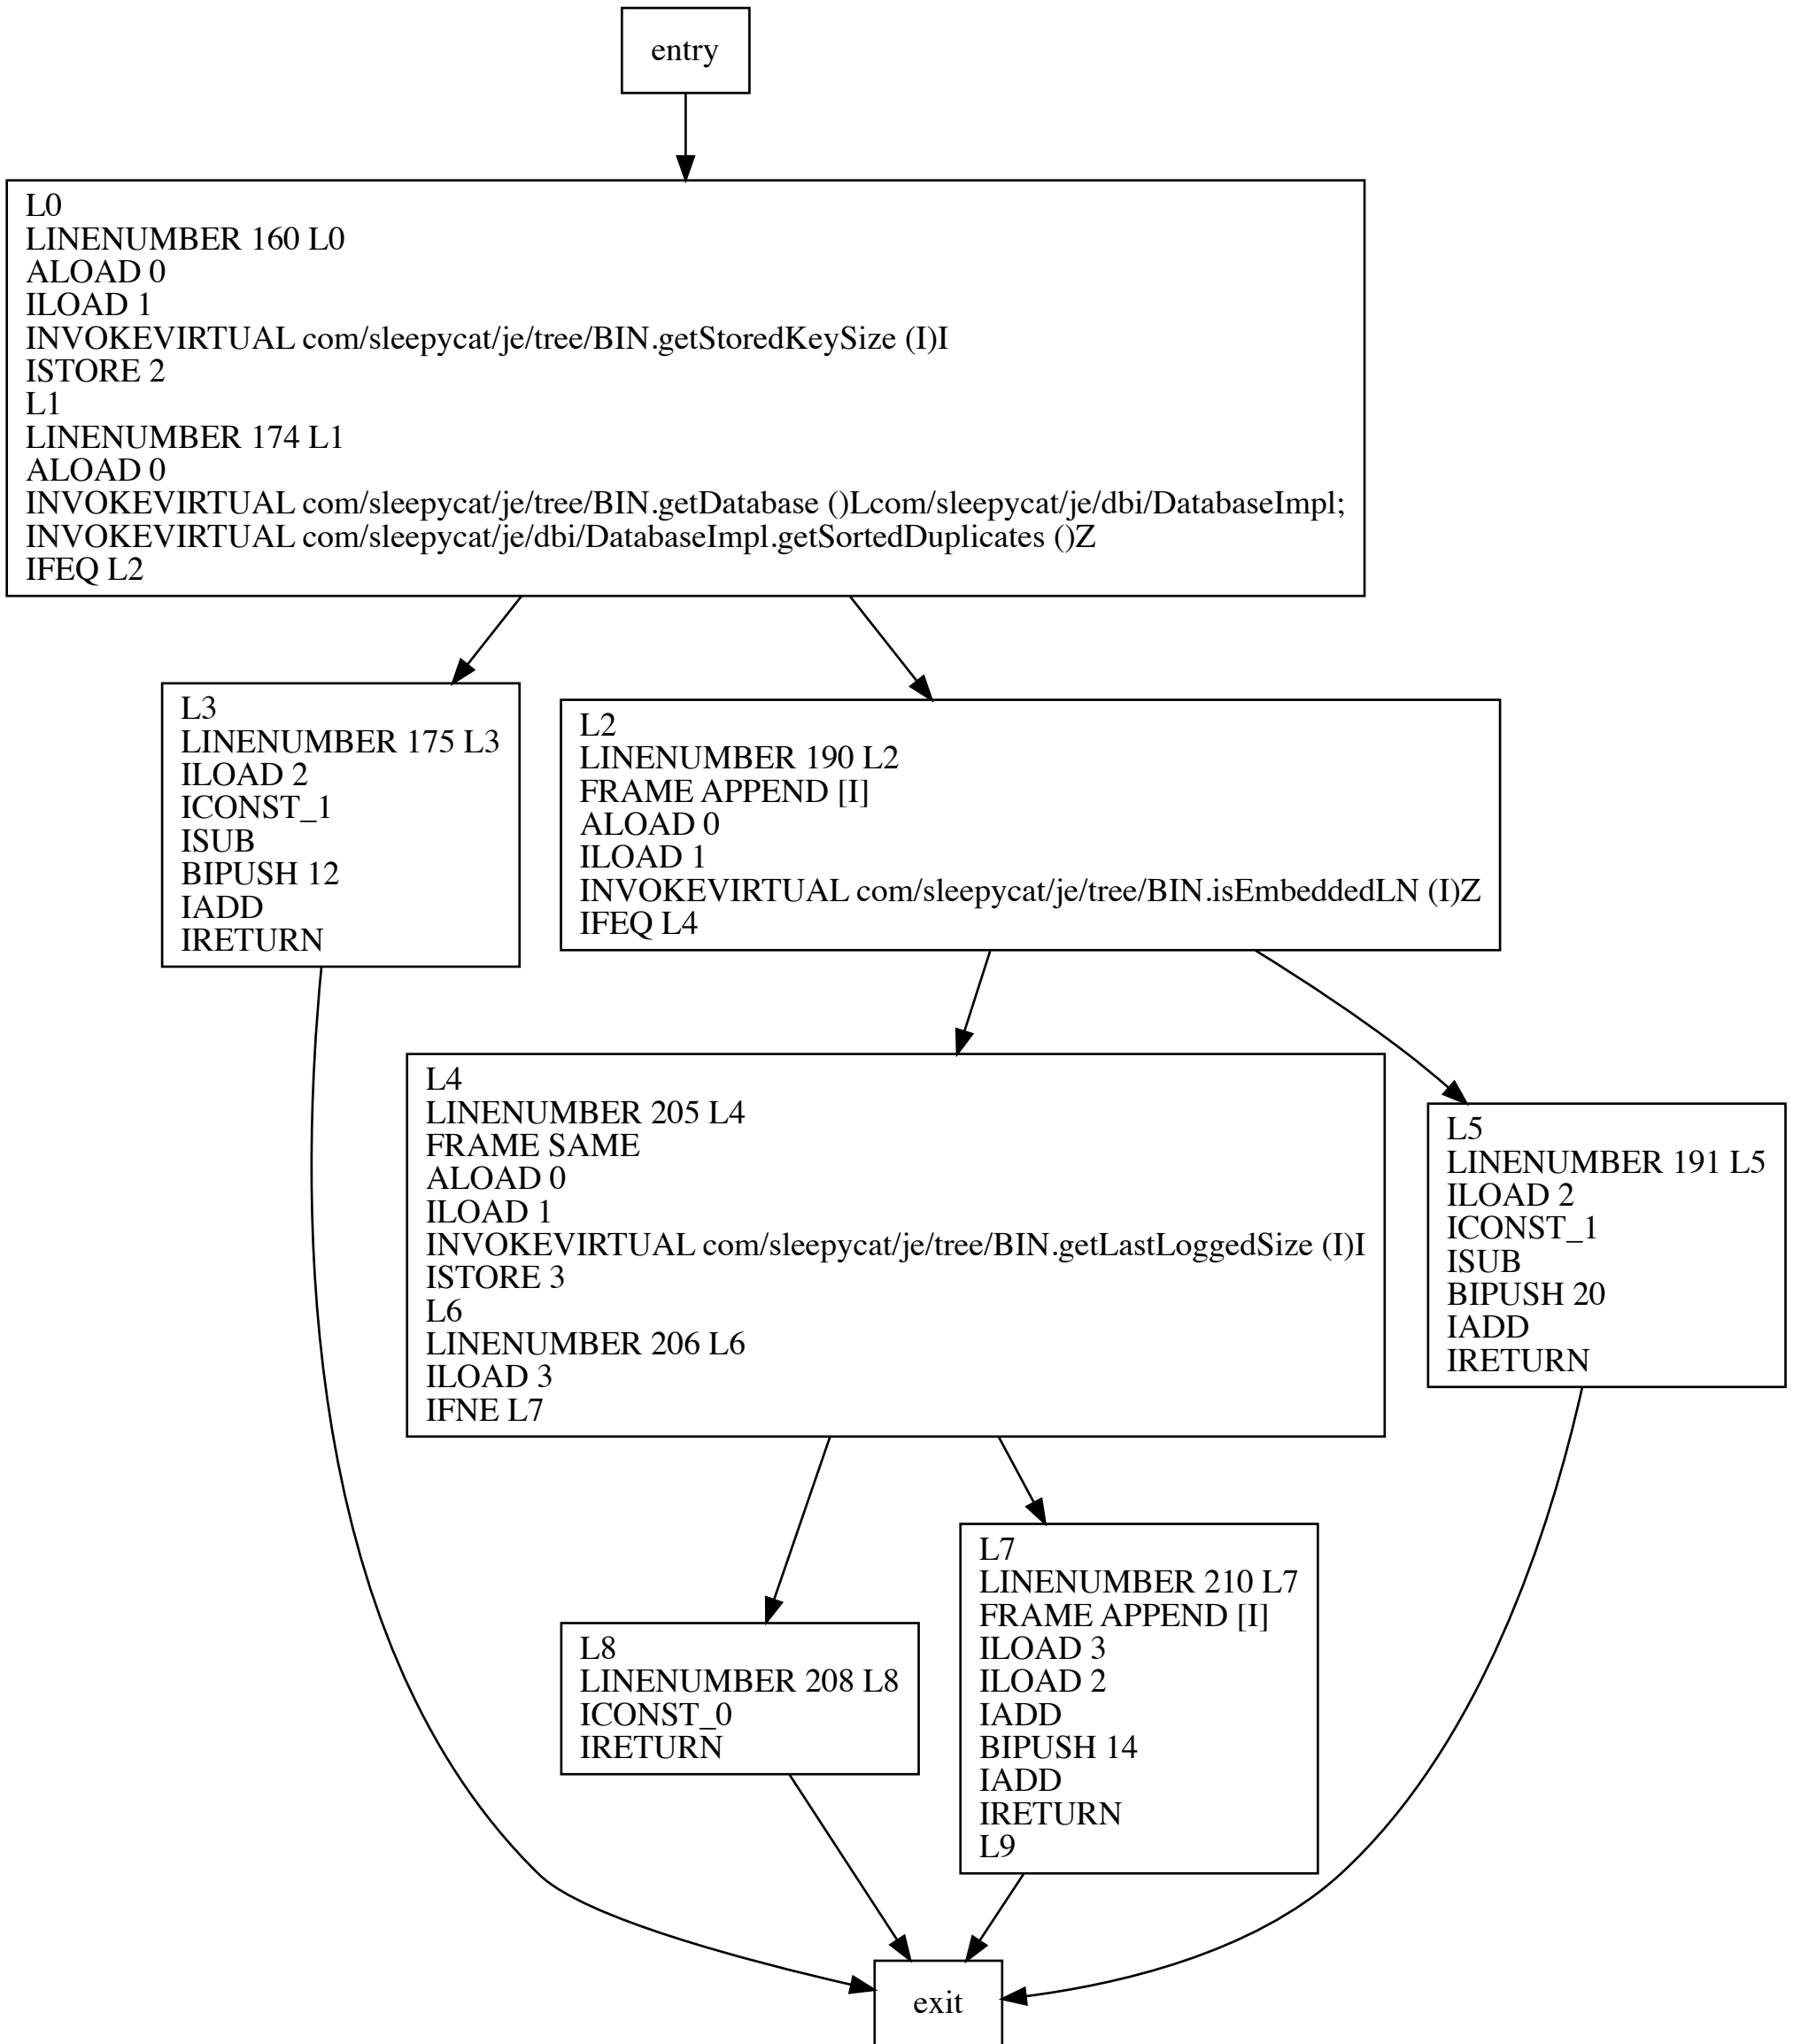 entry
L0
LINENUMBER 160 L0
ALOAD 0
ILOAD 1
INVOKEVIRTUAL com/sleepycat/je/tree/BIN.getStoredKeySize (I)I
ISTORE 2
L1
LINENUMBER 174 L1
ALOAD 0
INVOKEVIRTUAL com/sleepycat/je/tree/BIN.getDatabase ()Lcom/sleepycat/je/dbi/DatabaseImpl;
INVOKEVIRTUAL com/sleepycat/je/dbi/DatabaseImpl.getSortedDuplicates ()Z
IFEQ L2
L3
LINENUMBER 175 L3
ILOAD 2
ICONST_1
ISUB
BIPUSH 12
IADD
IRETURN
L2
LINENUMBER 190 L2
FRAME APPEND [I]
ALOAD 0
ILOAD 1
INVOKEVIRTUAL com/sleepycat/je/tree/BIN.isEmbeddedLN (I)Z
IFEQ L4
L4
LINENUMBER 205 L4
FRAME SAME
ALOAD 0
ILOAD 1
INVOKEVIRTUAL com/sleepycat/je/tree/BIN.getLastLoggedSize (I)I
ISTORE 3
L6
LINENUMBER 206 L6
ILOAD 3
IFNE L7
L5
LINENUMBER 191 L5
ILOAD 2
ICONST_1
ISUB
BIPUSH 20
IADD
IRETURN
L8
LINENUMBER 208 L8
ICONST_0
IRETURN
L7
LINENUMBER 210 L7
FRAME APPEND [I]
ILOAD 3
ILOAD 2
IADD
BIPUSH 14
IADD
IRETURN
L9
exit